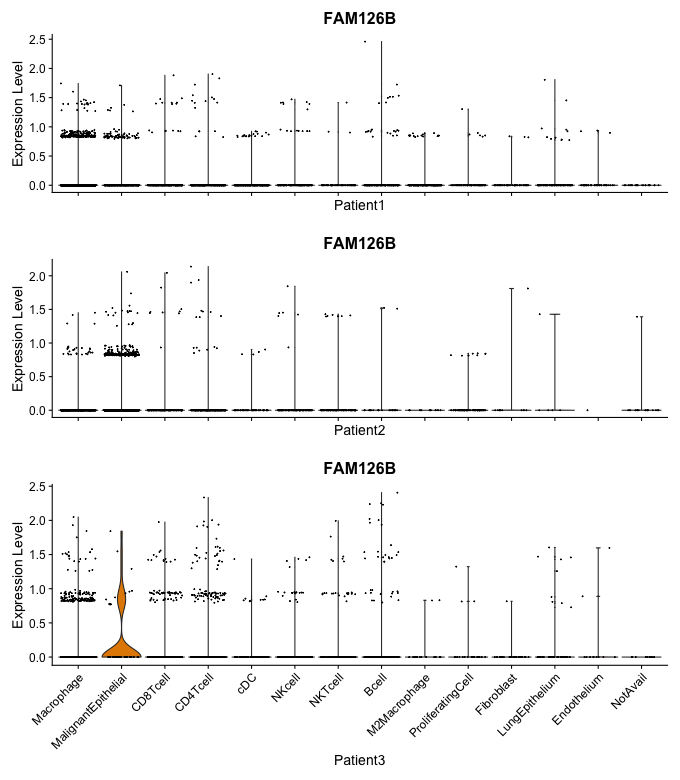 FAM126B
Expression Level
2.5
2.0
1.5
1.0
0.5
0.0
Patient1
FAM126B
Expression Level
2.0
1.5
1.0
0.5
0.0
Patient2
FAM126B
Expression Level
2.5
2.0
1.5
1.0
0.5
0.0
Macrophage
MalignantEpithelial
CD8Tcell
CD4Tcell
cDC
NKcell
NKTcell
Bcell
M2Macrophage
ProliferatingCell
Fibroblast
LungEpithelium
Endothelium
NotAvail
Patient3